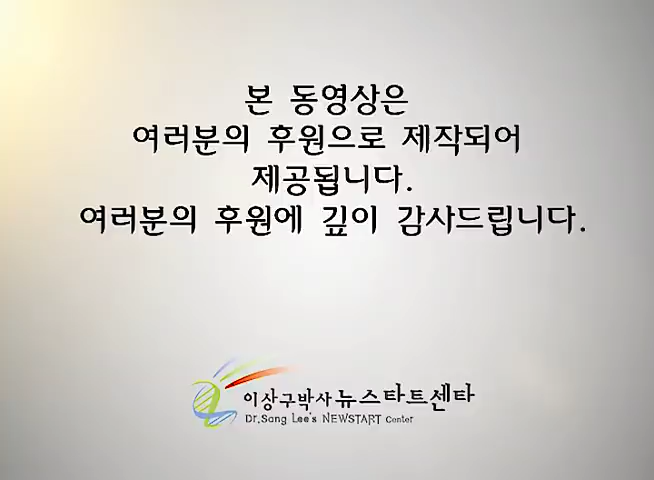 본 동영상은
여러분의 후원으로 제작되어
제공됩니다.
여러분의 후원에 깊이 감사드립니다.
이상구박사 뉴스타트센타
Dr.Sang Lee's NEWSTART Center